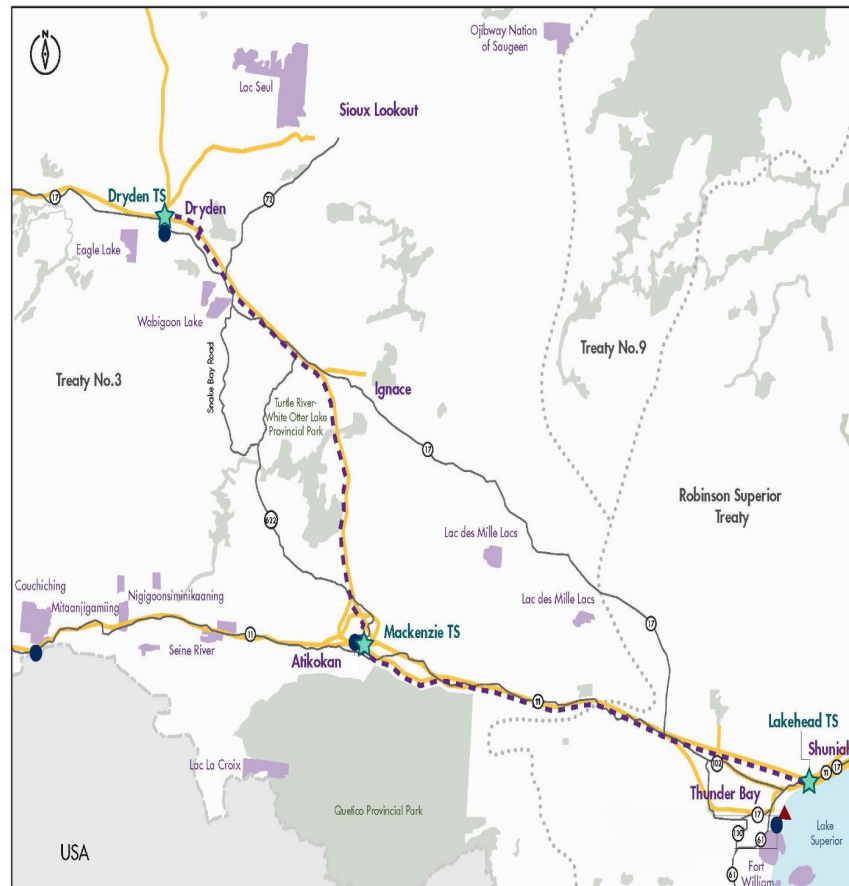 Ojibway Nation
of Saugeen
Lac Seul
Sioux Lookout
Dryden TS
17
Dryden
72
Eagle Lake
Wabigoon Lake
Treaty No.9
Treaty No.3
Snake Bay Road
Ignace
Turtle River-
White Otter Lake
Provincial Park
17
Robinson Superior
Treaty
622
Lac des Mille Lacs
Couchiching
Mitaanjigamiing
Nigigoonsiminikaaning
Lac des Mille Lacs
17
11
Mackenzie TS
Seine River
Atikokan
11
Lakehead TS
Shuniah
102
11
17
Lac La Croix
Thunder Bay
17
Quetico Provincial Park
130
61
Lake
Superior
USA
Fort
William
61